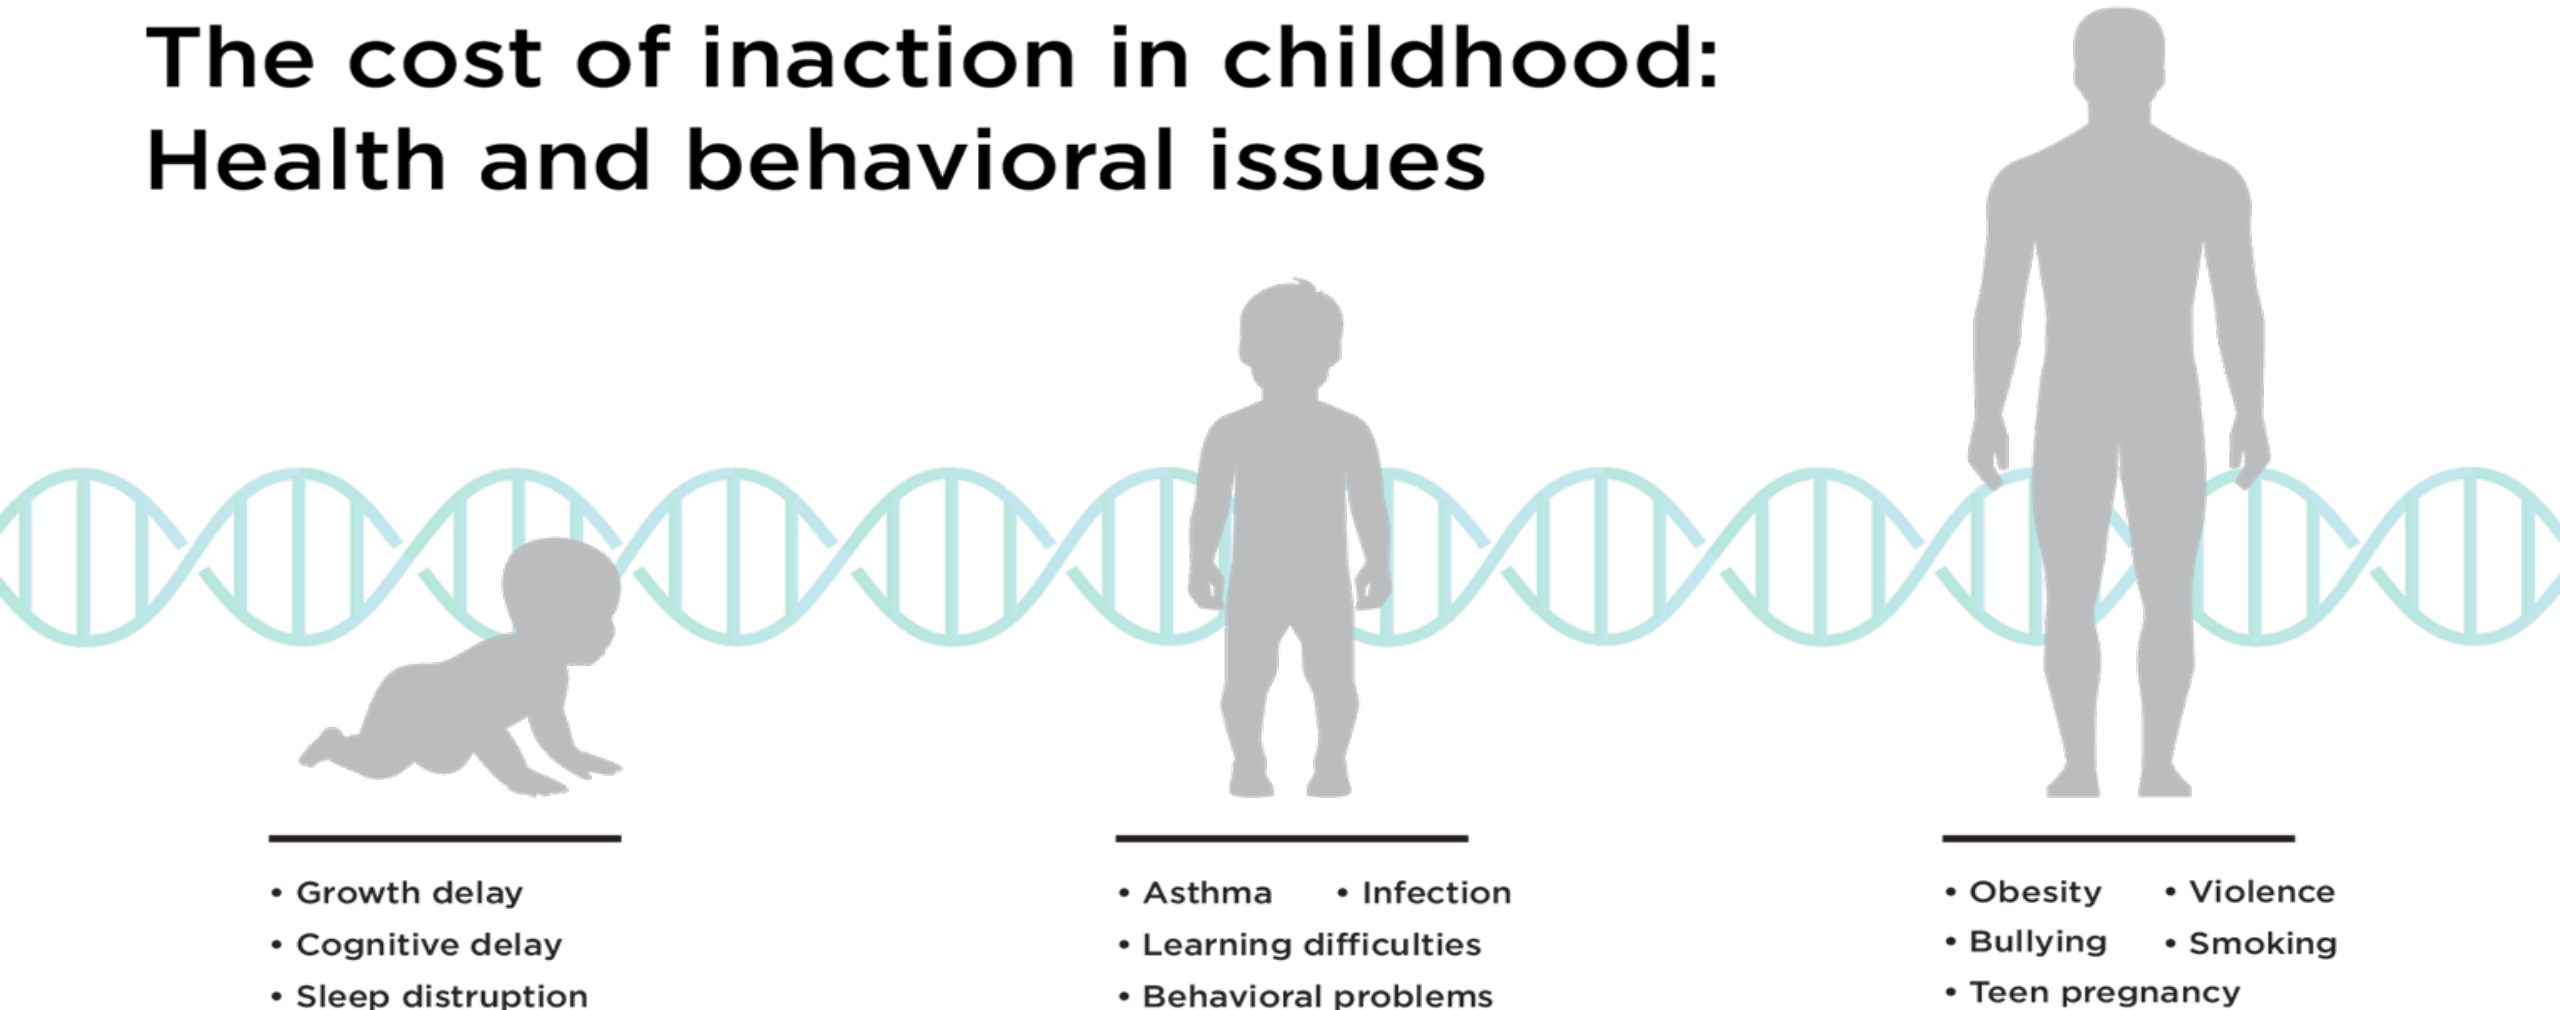 The cost of inaction in childhood:
Health and behavioral issues
• Growth delay
• Cognitive delay
• Sleep distruption
• Asthma • Infection
• Learning difficulties
• Behavioral problems
• Obesity • Violence
• Bullying • Smoking
• Teen pregnancy